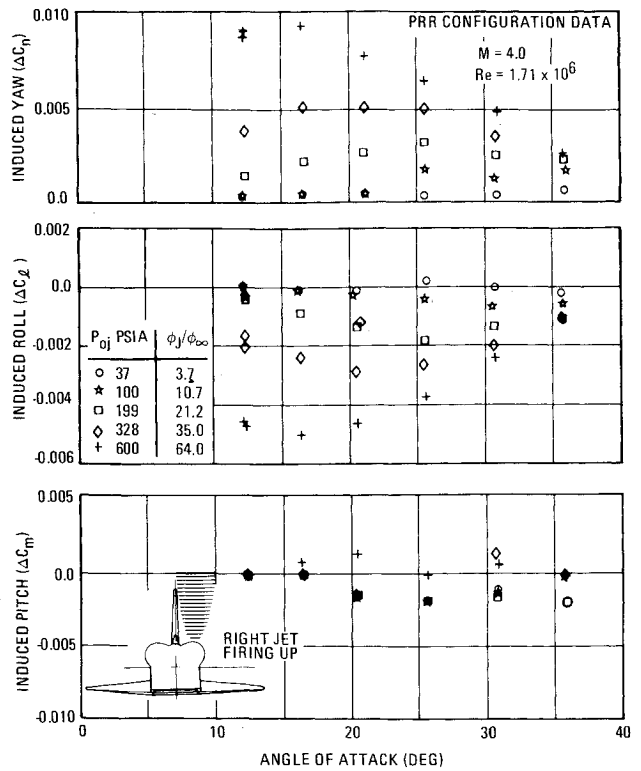 PRR CONFIGURATION DATA
M = 4.0
Re = 1.71 x 10⁶
INDUCED YAW (ΔCn)
0.010
0.005
0.0
INDUCED ROLL (ΔCℓ)
0.002
0.0
-0.002
-0.004
-0.006
Poj PSIA ϕJ/ϕ∞
○ 37 3.7
★ 100 10.7
□ 199 21.2
◇ 328 35.0
+ 600 64.0
INDUCED PITCH (ΔCm)
0.005
0.0
-0.005
-0.010
RIGHT JET
FIRING UP
0 10 20 30 40
ANGLE OF ATTACK (DEG)